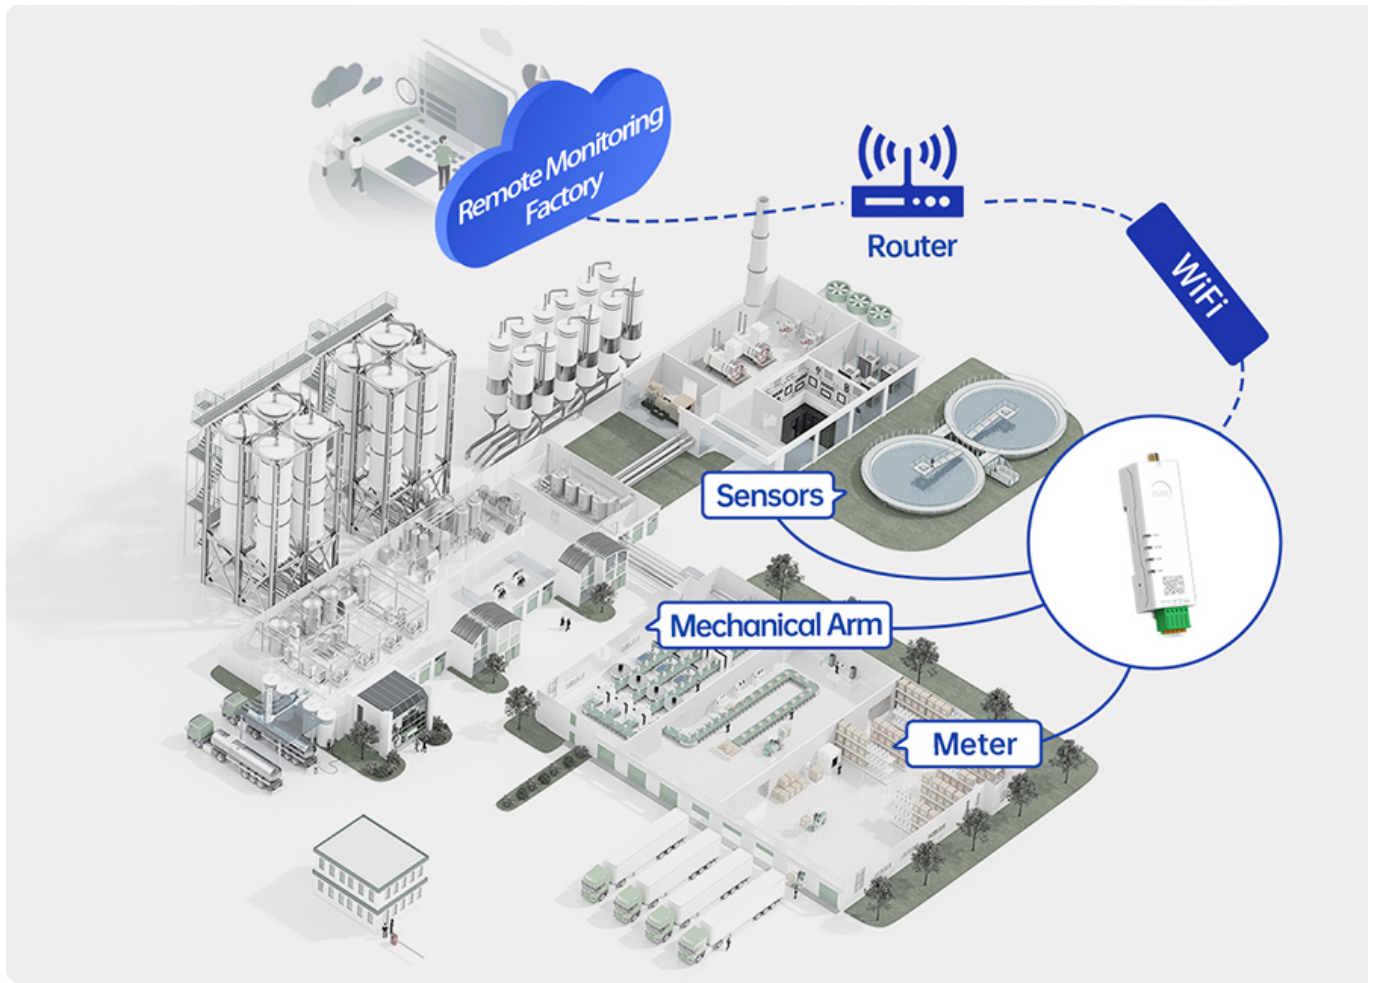 Remote Monitoring
Factory
Router
WiFi
Sensors
Mechanical Arm
Meter